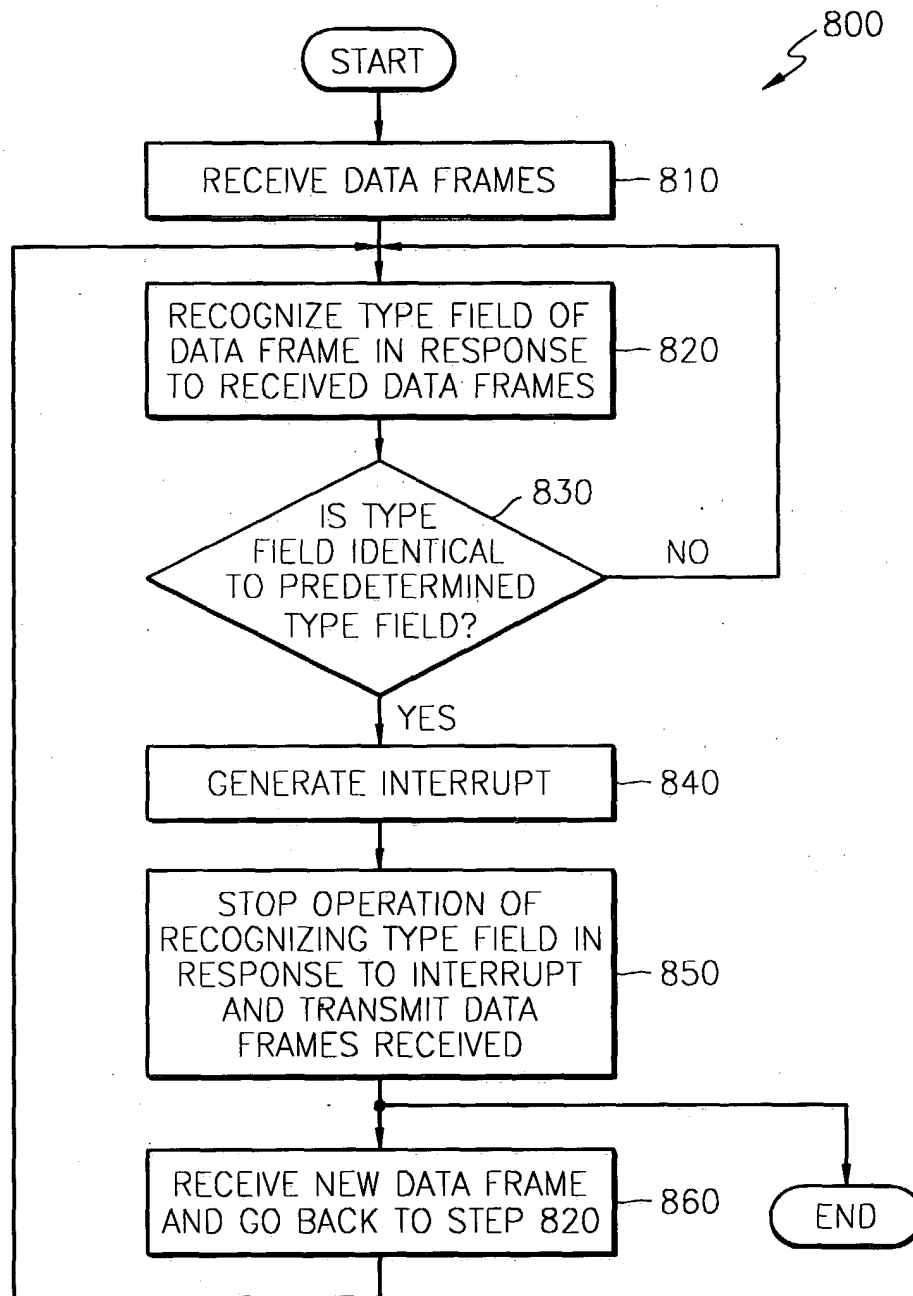 800
START
RECEIVE DATA FRAMES
810
RECOGNIZE TYPE FIELD OF
DATA FRAME IN RESPONSE
TO RECEIVED DATA FRAMES
820
830
IS TYPE
FIELD IDENTICAL
TO PREDETERMINED
TYPE FIELD?
NO
YES
GENERATE INTERRUPT
840
STOP OPERATION OF
RECOGNIZING TYPE FIELD IN
RESPONSE TO INTERRUPT
AND TRANSMIT DATA
FRAMES RECEIVED
850
RECEIVE NEW DATA FRAME
AND GO BACK TO STEP 820
860
END